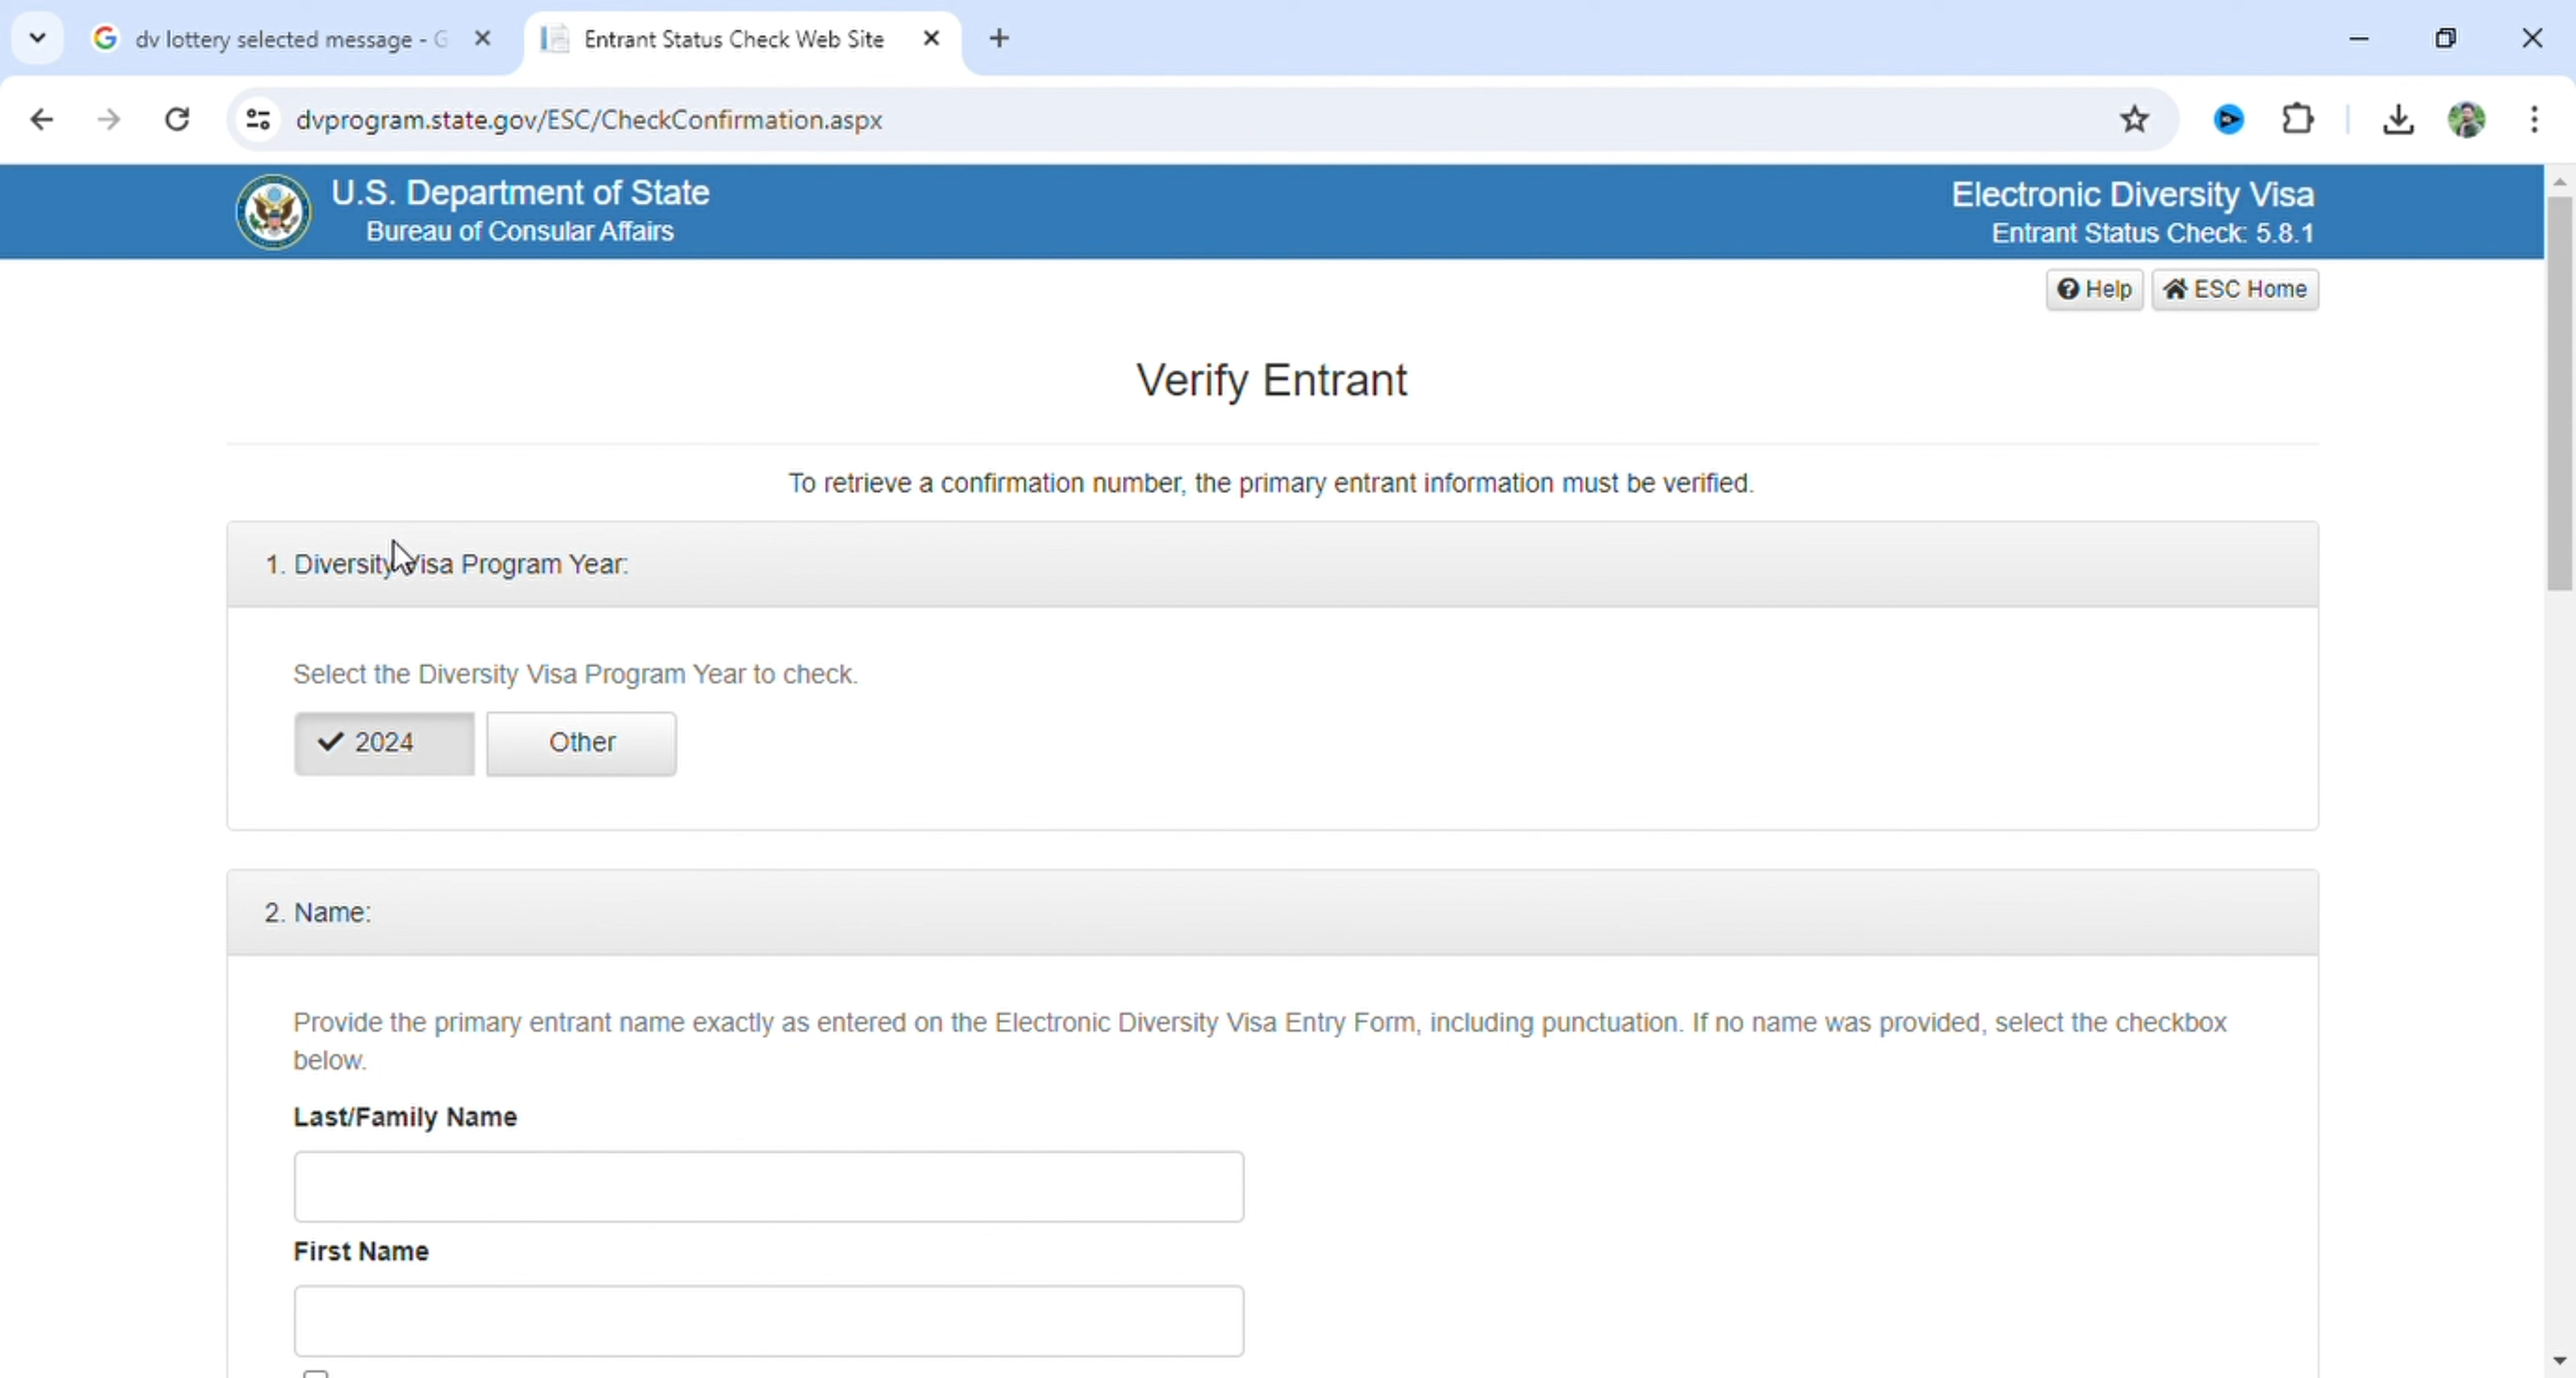 dv lottery selected message - G
Entrant Status Check Web Site
dvprogram.state.gov/ESC/CheckConfirmation.aspx
U.S. Department of State
Bureau of Consular Affairs
Electronic Diversity Visa
Entrant Status Check: 5.8.1
Help
ESC Home
Verify Entrant
To retrieve a confirmation number, the primary entrant information must be verified.
1. Diversity Visa Program Year:
Select the Diversity Visa Program Year to check.
2024
Other
2. Name:
Provide the primary entrant name exactly as entered on the Electronic Diversity Visa Entry Form, including punctuation. If no name was provided, select the checkbox
below.
Last/Family Name
First Name